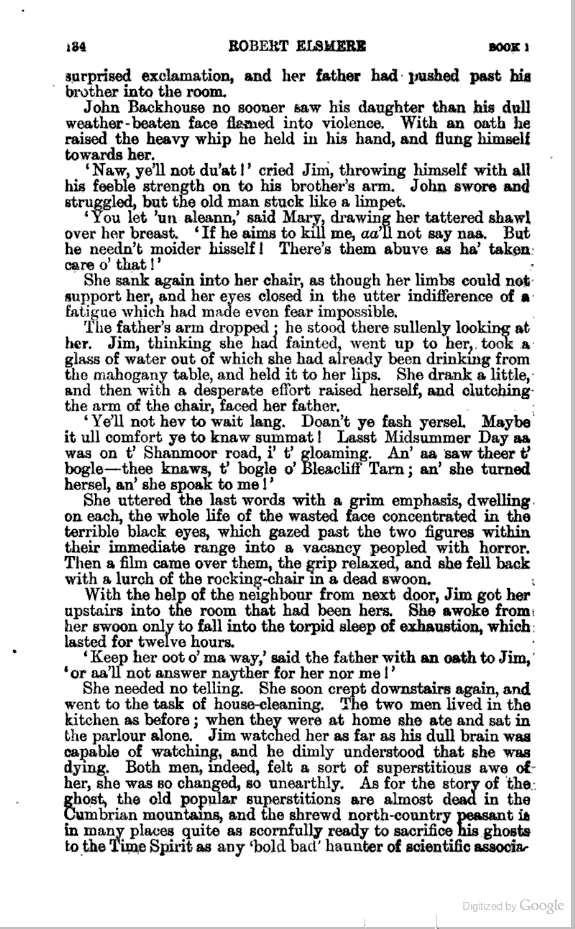 134 ROBERT ELSMERE BOOK I
surprised exclamation, and her father had pushed past his
brother into the room.
John Backhouse no sooner saw his daughter than his dull
weather-beaten face flamed into violence. With an oath he
raised the heavy whip he held in his hand, and flung himself
towards her.
‘Naw, ye'll not du'at!’ cried Jim, throwing himself with all
his feeble strength on to his brother's arm. John swore and
struggled, but the old man stuck like a limpet.
‘You let 'un aleann,’ said Mary, drawing her tattered shawl
over her breast. ‘If he aims to kill me, aa'll not say naa. But
he needn't moider hisself! There's them abuve as ha' taken
care o' that!’
She sank again into her chair, as though her limbs could not
support her, and her eyes closed in the utter indifference of a
fatigue which had made even fear impossible.
The father's arm dropped; he stood there sullenly looking at
her. Jim, thinking she had fainted, went up to her, took a
glass of water out of which she had already been drinking from
the mahogany table, and held it to her lips. She drank a little,
and then with a desperate effort raised herself, and clutching
the arm of the chair, faced her father.
‘Ye'll not hev to wait lang. Doan't ye fash yersel. Maybe
it ull comfort ye to knaw summat! Lasst Midsummer Day aa
was on t' Shanmoor road, i' t' gloaming. An' aa saw theer t'
bogle—thee knaws, t' bogle o' Bleacliff Tarn; an' she turned
hersel, an' she spoak to me!’
She uttered the last words with a grim emphasis, dwelling
on each, the whole life of the wasted face concentrated in the
terrible black eyes, which gazed past the two figures within
their immediate range into a vacancy peopled with horror.
Then a film came over them, the grip relaxed, and she fell back
with a lurch of the rocking-chair in a dead swoon.
With the help of the neighbour from next door, Jim got her
upstairs into the room that had been hers. She awoke from
her swoon only to fall into the torpid sleep of exhaustion, which
lasted for twelve hours.
‘Keep her oot o' ma way,’ said the father with an oath to Jim,
‘or aa'll not answer nayther for her nor me!’
She needed no telling. She soon crept downstairs again, and
went to the task of house-cleaning. The two men lived in the
kitchen as before; when they were at home she ate and sat in
the parlour alone. Jim watched her as far as his dull brain was
capable of watching, and he dimly understood that she was
dying. Both men, indeed, felt a sort of superstitious awe of
her, she was so changed, so unearthly. As for the story of the
ghost, the old popular superstitions are almost dead in the
Cumbrian mountains, and the shrewd north-country peasant is
in many places quite as scornfully ready to sacrifice his ghosts
to the Time Spirit as any ‘bold bad’ haunter of scientific associa-
Digitized by Google